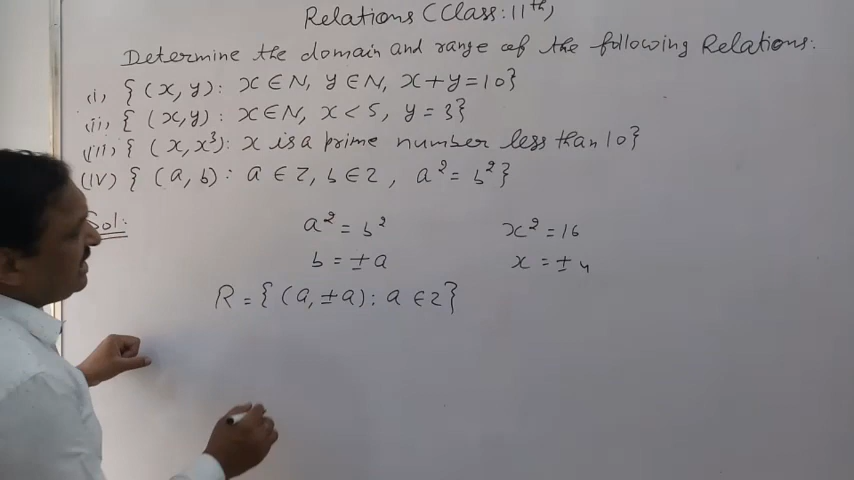 Relations (Class: 11th)
Determine the domain and range of the following Relations:
(i) {(x, y): x ∈ N, y ∈ N, x + y = 10}
(ii) {(x, y): x ∈ N, x < 5, y = 3}
(iii) {(x, x³): x is a prime number less than 10}
(iv) {(a, b): a ∈ Z, b ∈ Z, a² = b²}
Sol:
a² = b² x² = 16
b = ±a x = ±4
R = {(a, ±a): a ∈ Z}